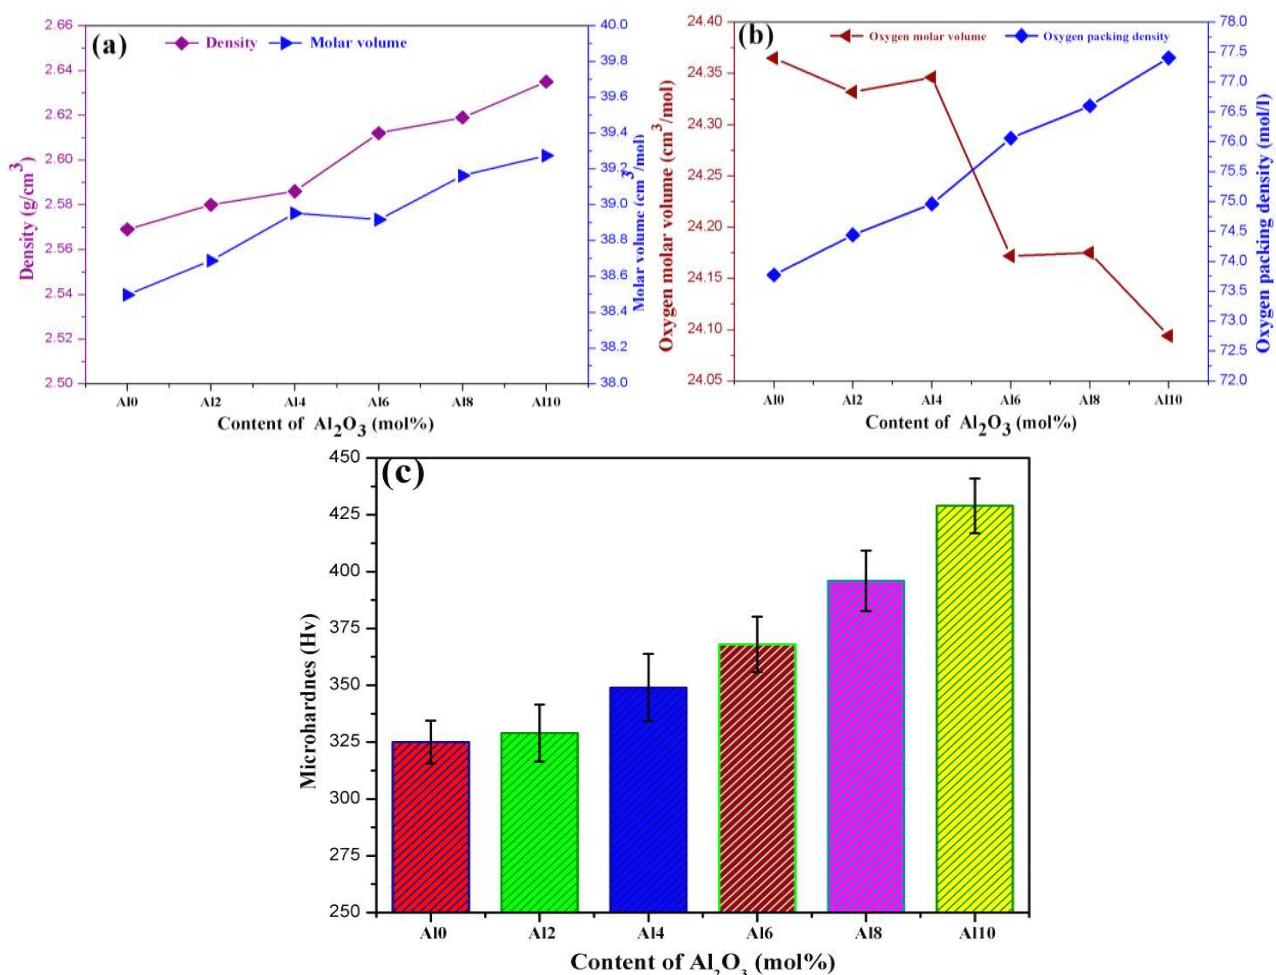 (a)
Density
Molar volume
2.66
2.64
2.62
2.60
2.58
2.56
2.54
2.52
2.50
Density (g/cm3)
40.0
39.8
39.6
39.4
39.2
39.0
38.8
38.6
38.4
38.2
38.0
Molar volume (cm3/mol)
Al0 Al2 Al4 Al6 Al8 Al10
Content of Al2O3 (mol%)
(b)
Oxygen molar volume
Oxygen packing density
24.40
24.35
24.30
24.25
24.20
24.15
24.10
24.05
Oxygen molar volume (cm3/mol)
78.0
77.5
77.0
76.5
76.0
75.5
75.0
74.5
74.0
73.5
73.0
72.5
72.0
Oxygen packing density (mol/l)
Al0 Al2 Al4 Al6 Al8 Al10
Content of Al2O3 (mol%)
(c)
450
425
400
375
350
325
300
275
250
Microhardnes (Hv)
Al0 Al2 Al4 Al6 Al8 Al10
Content of Al2O3 (mol%)